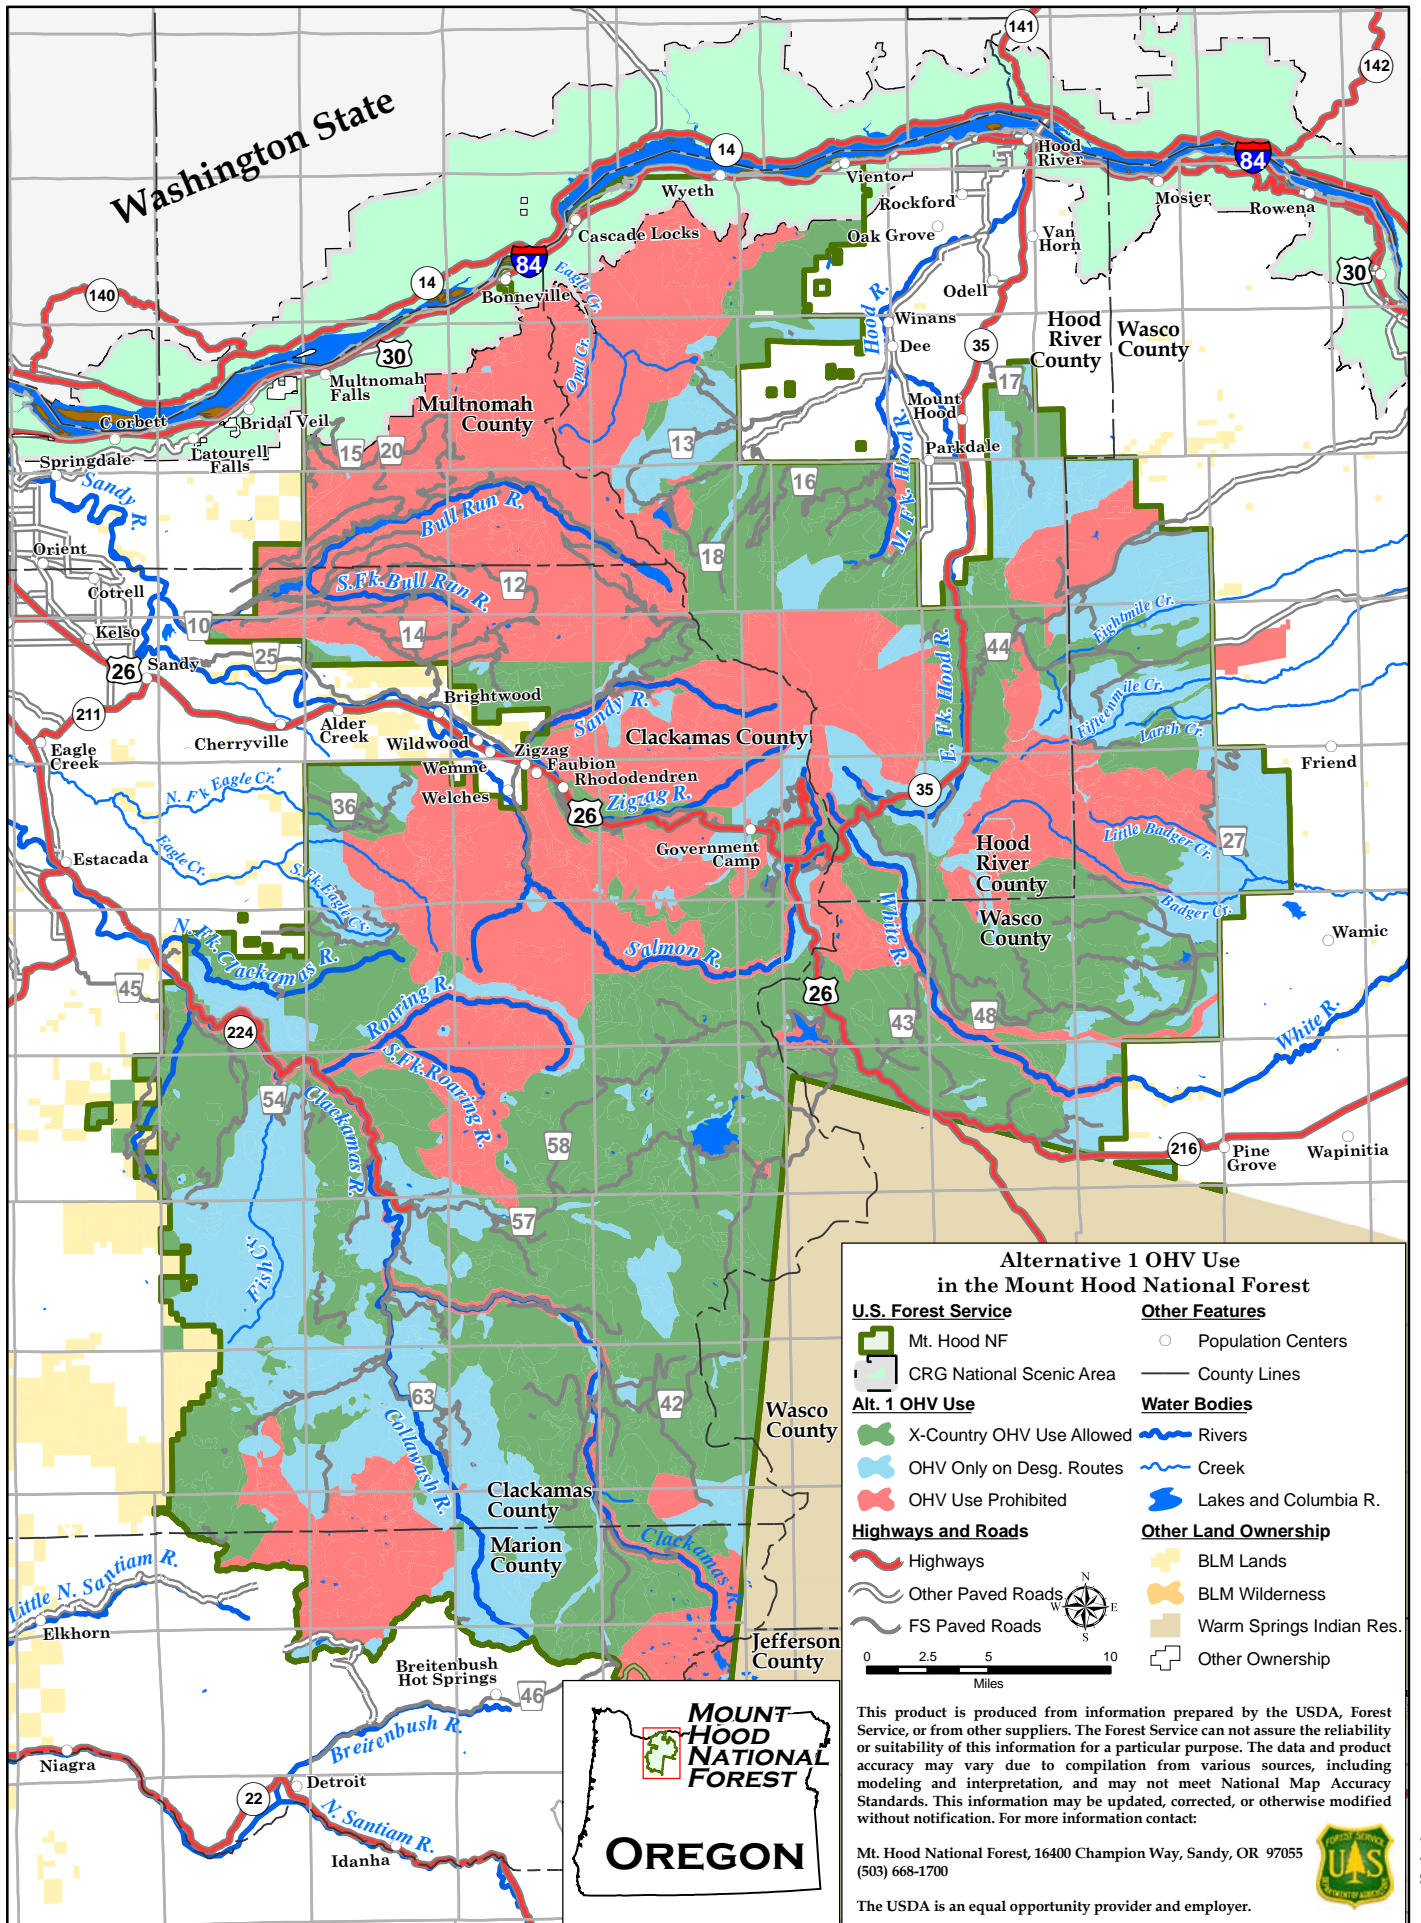 Washington State
141
142
14
84
Hood
River
Wyeth
Viento
Rockford
Mosier
Rowena
Cascade Locks
Oak Grove
Van
Horn
84
30
140
14
Eagle Cr.
Bonneville
Odell
Hood R.
Winans
Hood
River
County
Wasco
County
30
Dee
35
Opal Cr.
Multnomah
Falls
17
Multnomah
County
Mount
Hood
Corbett
Bridal Veil
Latourell
Falls
15
20
13
Parkdale
Springdale
Sandy R.
16
Bull Run R.
M. Fk. Hood R.
Orient
18
Cotrell
S.Fk.Bull Run R.
12
Eightmile Cr.
10
14
Kelso
44
25
26
Sandy
E. Fk. Hood R.
Brightwood
Sandy R.
Fifteenmile Cr.
211
Alder
Creek
Cherryville
Wildwood
Zigzag
Clackamas County
Larch Cr.
Eagle
Creek
Wemme
Faubion
Rhododendren
Friend
N. Fk Eagle Cr.
Welches
36
26
Zigzag R.
35
Government
Camp
Little Badger Cr.
27
Estacada
Eagle Cr.
S.Fk.Eagle Cr.
Hood
River
County
Badger Cr.
Wasco
County
Wamic
N. Fk. Clackamas R.
Salmon R.
White R.
45
Roaring R.
26
224
43
48
White R.
S.Fk.Roaring R.
54
Clackamas R.
58
216
Pine
Grove
Wapinitia
57
Fish Cr.
63
42
Collawash R.
Wasco
County
Clackamas
County
Marion
County
Clackamas R.
Little N. Santiam R.
Elkhorn
Jefferson
County
Breitenbush
Hot Springs
46
Breitenbush R.
Niagra
Detroit
22
N. Santiam R.
Idanha
MOUNT
HOOD
NATIONAL
FOREST
OREGON
Alternative 1 OHV Use
in the Mount Hood National Forest
U.S. Forest Service
Mt. Hood NF
CRG National Scenic Area
Alt. 1 OHV Use
X-Country OHV Use Allowed
OHV Only on Desg. Routes
OHV Use Prohibited
Highways and Roads
Highways
Other Paved Roads
FS Paved Roads
Other Features
Population Centers
County Lines
Water Bodies
Rivers
Creek
Lakes and Columbia R.
Other Land Ownership
BLM Lands
BLM Wilderness
Warm Springs Indian Res.
Other Ownership
N
W E
S
0 2.5 5 10
Miles
This product is produced from information prepared by the USDA, Forest
Service, or from other suppliers. The Forest Service can not assure the reliability
or suitability of this information for a particular purpose. The data and product
accuracy may vary due to compilation from various sources, including
modeling and interpretation, and may not meet National Map Accuracy
Standards. This information may be updated, corrected, or otherwise modified
without notification. For more information contact:
Mt. Hood National Forest, 16400 Champion Way, Sandy, OR 97055
(503) 668-1700
The USDA is an equal opportunity provider and employer.
FOREST SERVICE
U S
DEPARTMENT OF AGRICULTURE